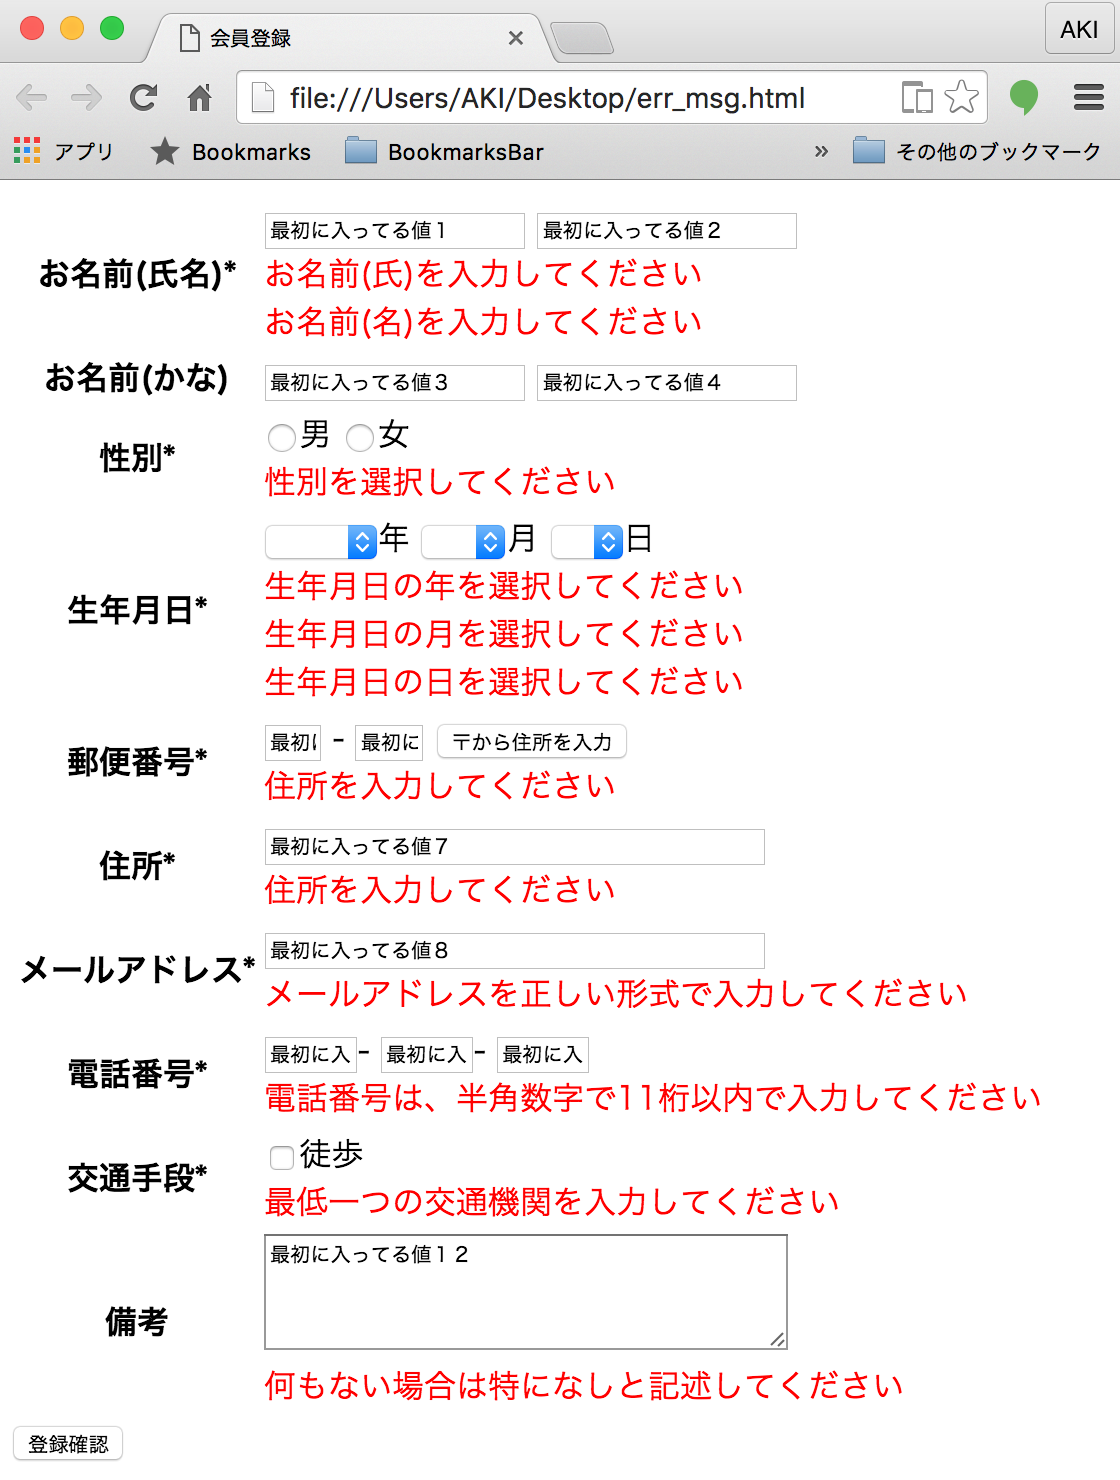 会員登録
AKI
file:///Users/AKI/Desktop/err_msg.html
アプリ Bookmarks BookmarksBar » その他のブックマーク
最初に入ってる値１ 最初に入ってる値２
お名前(氏名)*
お名前(氏)を入力してください
お名前(名)を入力してください
お名前(かな) 最初に入ってる値３ 最初に入ってる値４
性別* 男 女
性別を選択してください
年 月 日
生年月日*
生年月日の年を選択してください
生年月日の月を選択してください
生年月日の日を選択してください
郵便番号* 最初に - 最初に 〒から住所を入力
住所を入力してください
住所* 最初に入ってる値７
住所を入力してください
メールアドレス* 最初に入ってる値８
メールアドレスを正しい形式で入力してください
電話番号* 最初に入 - 最初に入 - 最初に入
電話番号は、半角数字で11桁以内で入力してください
交通手段* 徒歩
最低一つの交通機関を入力してください
備考 最初に入ってる値１２
何もない場合は特になしと記述してください
登録確認